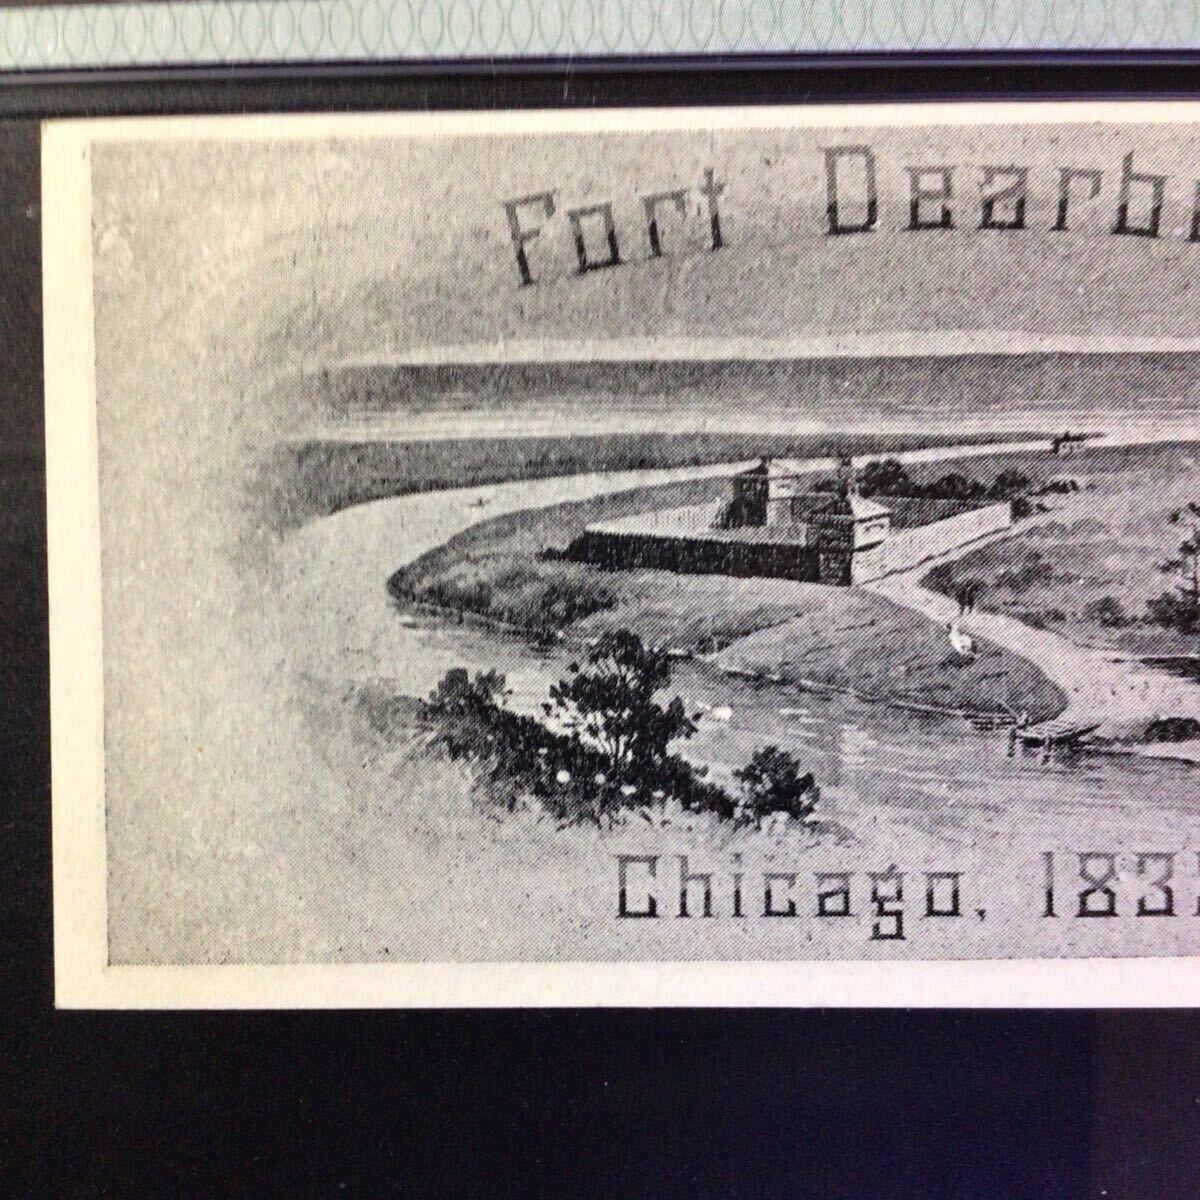 Fort Dearb
Chicago, 183